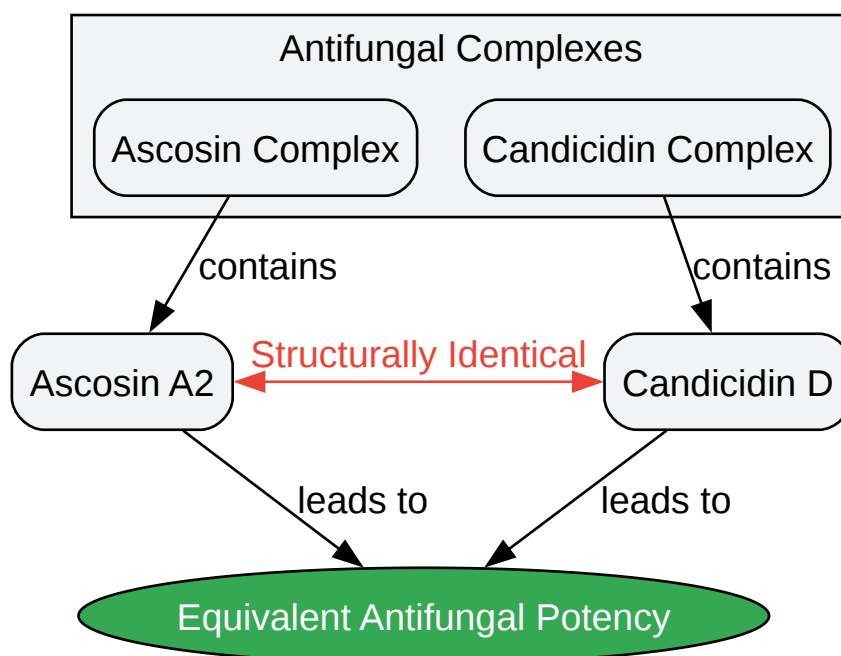 Antifungal Complexes
Ascosin Complex
Candicidin Complex
contains
contains
Structurally Identical
Ascosin A2
Candicidin D
leads to
leads to
Equivalent Antifungal Potency